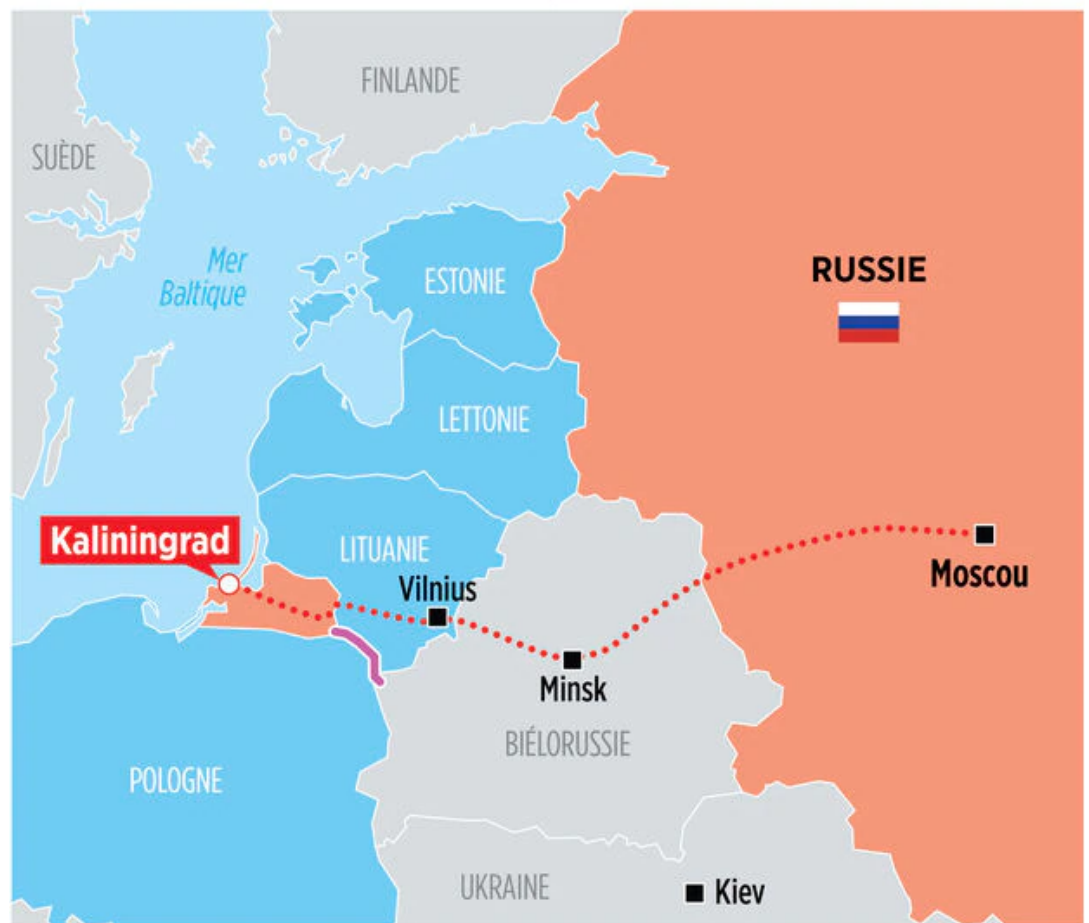 FINLANDE
SUÈDE
Mer
Baltique
ESTONIE
RUSSIE
LETTONIE
Kaliningrad
LITUANIE
Vilnius
Moscou
Minsk
BIÉLORUSSIE
POLOGNE
UKRAINE
Kiev